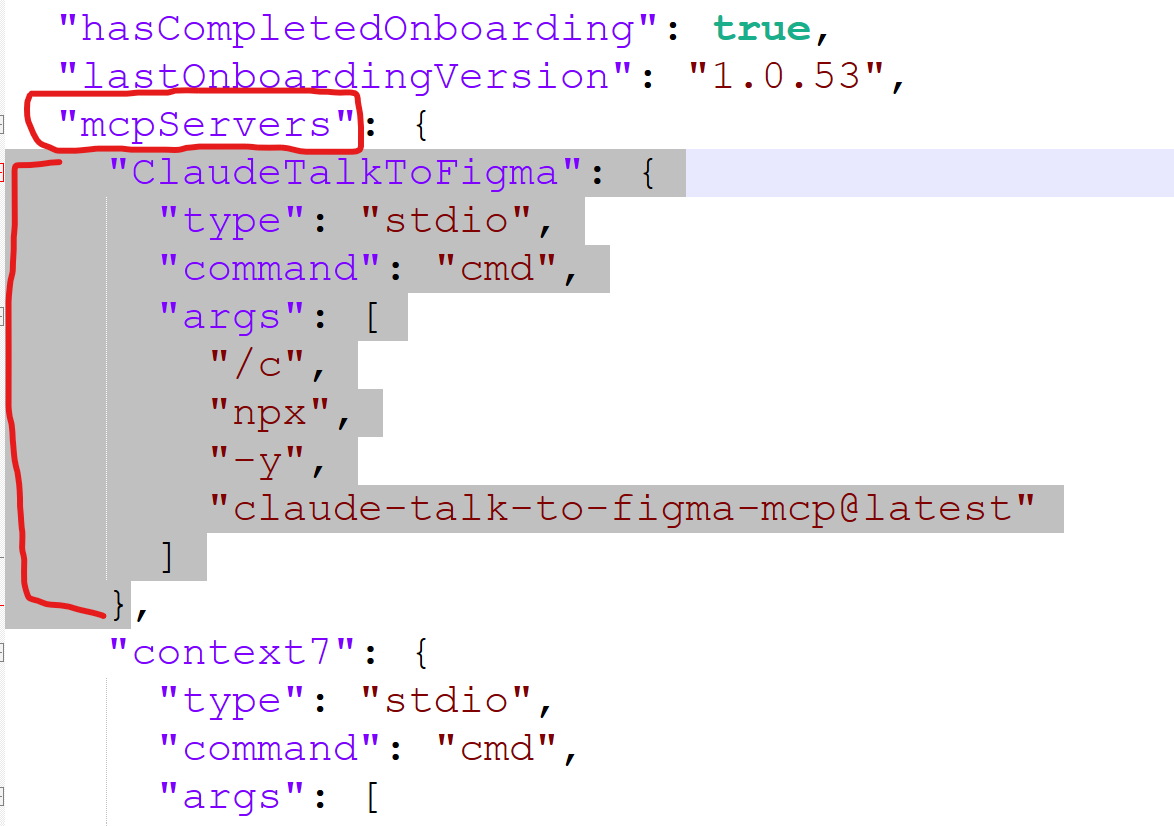 "hasCompletedOnboarding": true,
"lastOnboardingVersion": "1.0.53",
"mcpServers": {
"ClaudeTalkToFigma": {
"type": "stdio",
"command": "cmd",
"args": [
"/c",
"npx",
"-y",
"claude-talk-to-figma-mcp@latest"
]
},
"context7": {
"type": "stdio",
"command": "cmd",
"args": [